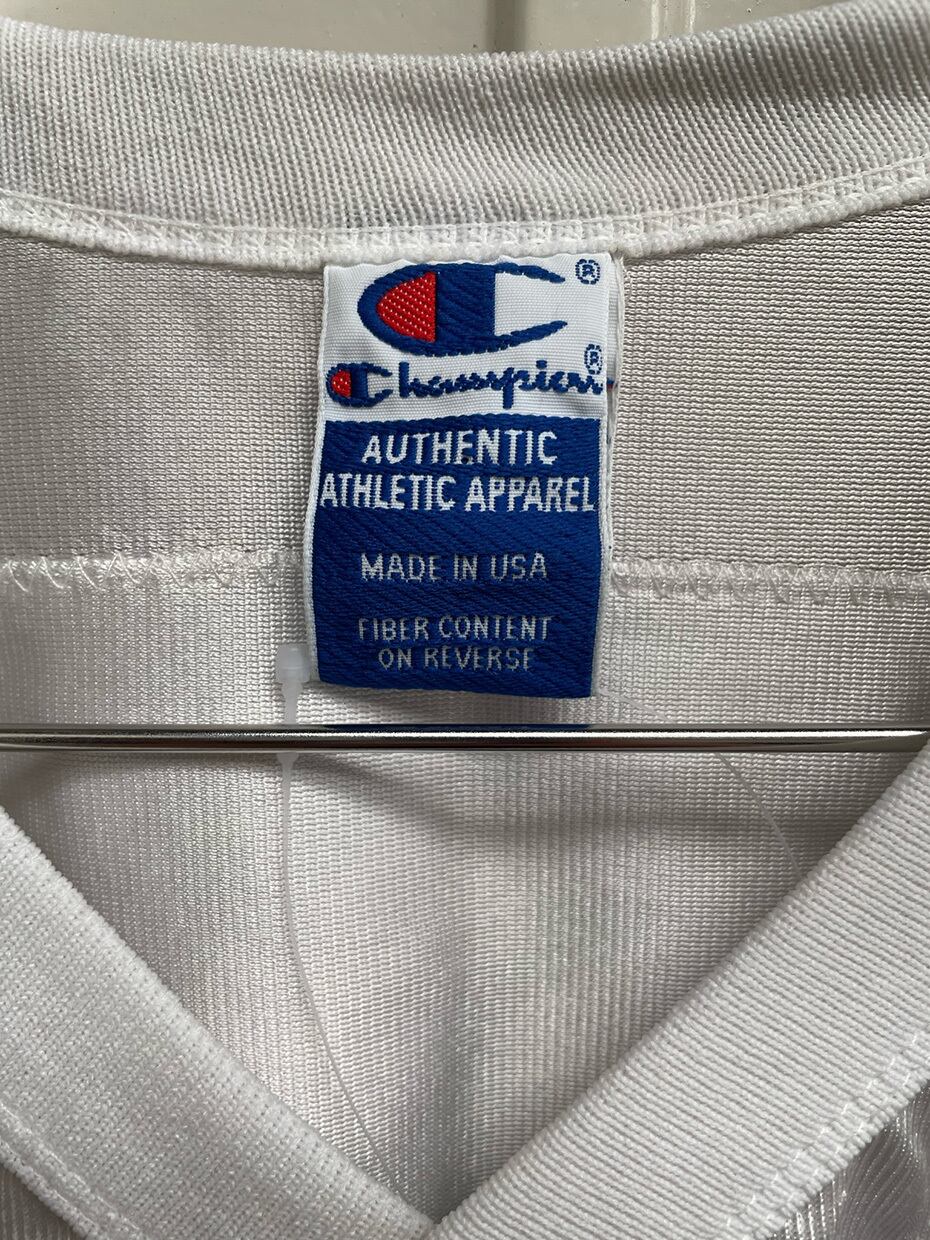 ®
Champion®
AUTHENTIC
ATHLETIC APPAREL
MADE IN USA
FIBER CONTENT
ON REVERSE